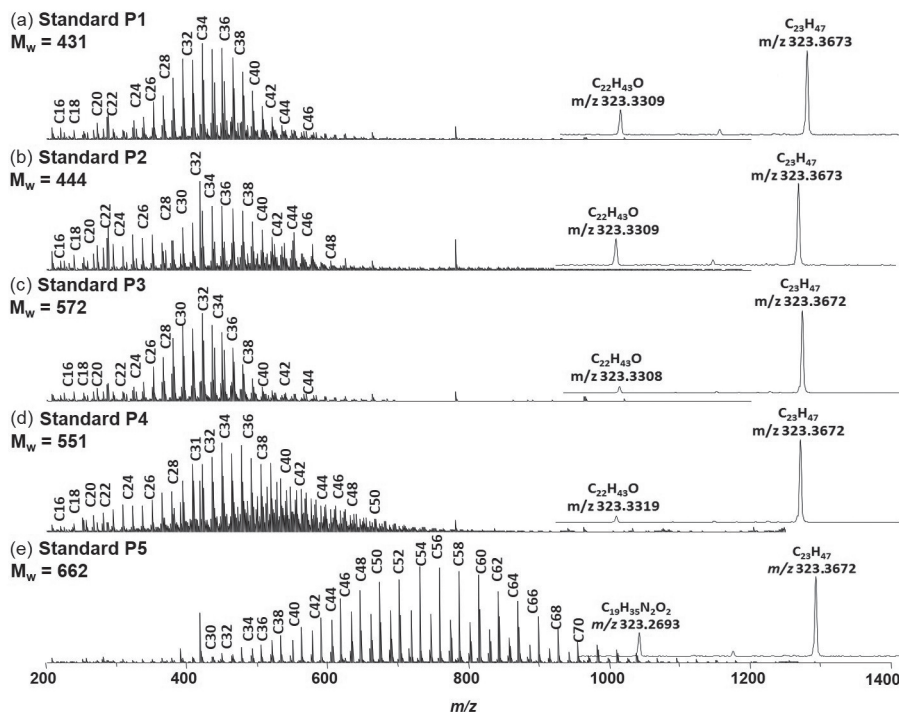 (a) Standard P1
M_w = 431
C16 C18 C20 C22 C24 C26 C28 C32 C34 C36 C38 C40 C42 C44 C46
C₂₂H₄₃O
m/z 323.3309
C₂₃H₄₇
m/z 323.3673
(b) Standard P2
M_w = 444
C16 C18 C20 C22 C24 C26 C28 C30 C32 C34 C36 C38 C40 C42 C44 C46 C48
C₂₂H₄₃O
m/z 323.3309
C₂₃H₄₇
m/z 323.3673
(c) Standard P3
M_w = 572
C16 C18 C20 C22 C24 C26 C28 C30 C32 C34 C36 C38 C40 C42 C44
C₂₂H₄₃O
m/z 323.3308
C₂₃H₄₇
m/z 323.3672
(d) Standard P4
M_w = 551
C16 C18 C20 C22 C24 C26 C28 C31 C32 C34 C36 C38 C40 C42 C44 C46 C48 C50
C₂₂H₄₃O
m/z 323.3319
C₂₃H₄₇
m/z 323.3672
(e) Standard P5
M_w = 662
C30 C32 C34 C36 C38 C40 C42 C44 C46 C48 C50 C52 C54 C56 C58 C60 C62 C64 C66 C68 C70
C₁₉H₃₅N₂O₂
m/z 323.2693
C₂₃H₄₇
m/z 323.3672
200 400 600 800 1000 1200 1400
m/z